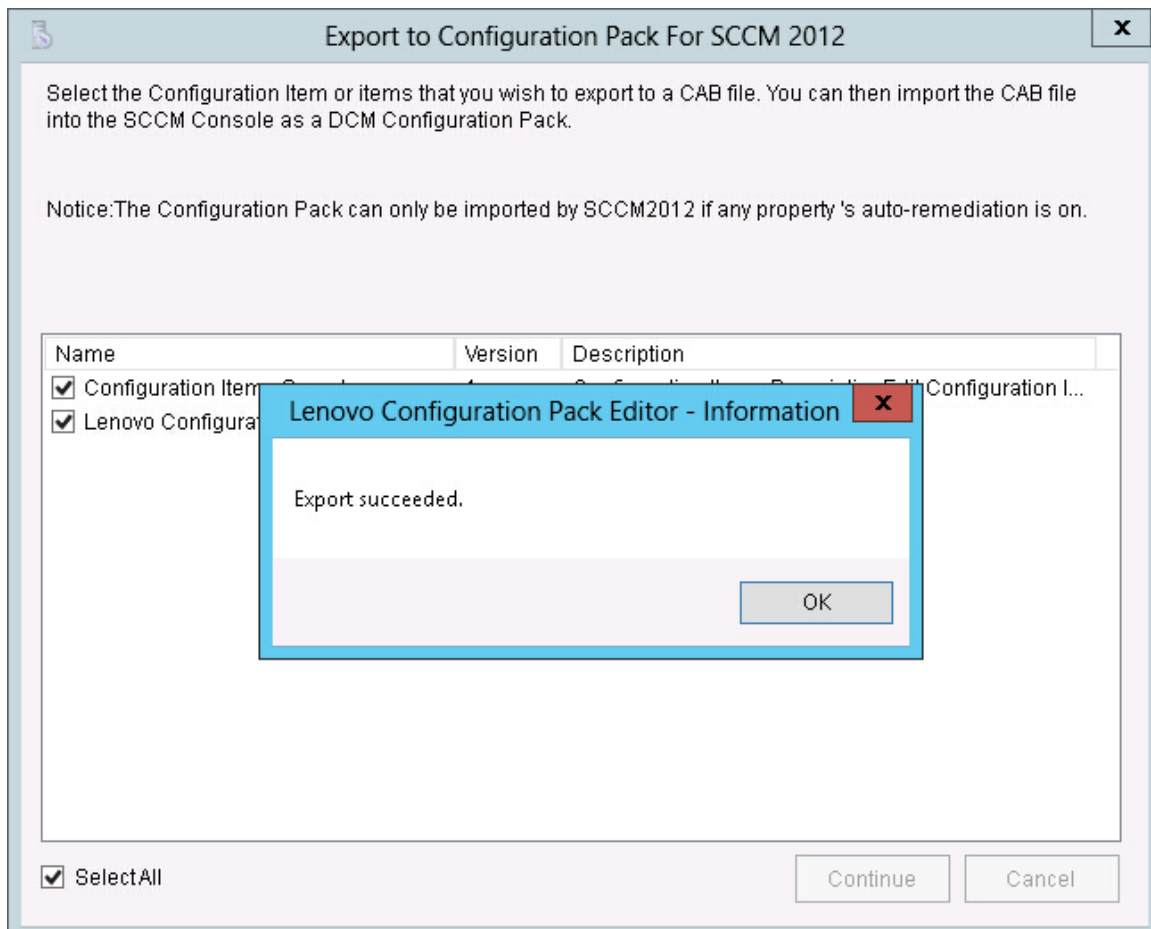 Export to Configuration Pack For SCCM 2012
x
Select the Configuration Item or items that you wish to export to a CAB file. You can then import the CAB file
into the SCCM Console as a DCM Configuration Pack.
Notice:The Configuration Pack can only be imported by SCCM2012 if any property 's auto-remediation is on.
Name Version Description
Configuration Item Configuration I...
Lenovo Configurat
Lenovo Configuration Pack Editor - Information x
Export succeeded.
OK
SelectAll
Continue Cancel